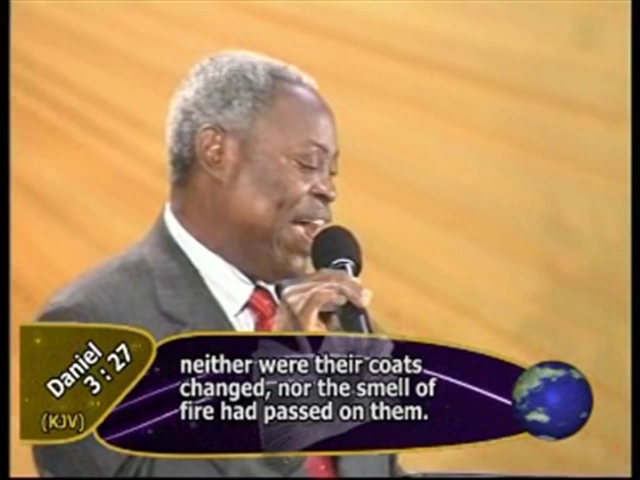 Daniel
3 : 27
(KJV)
neither were their coats
changed, nor the smell of
fire had passed on them.